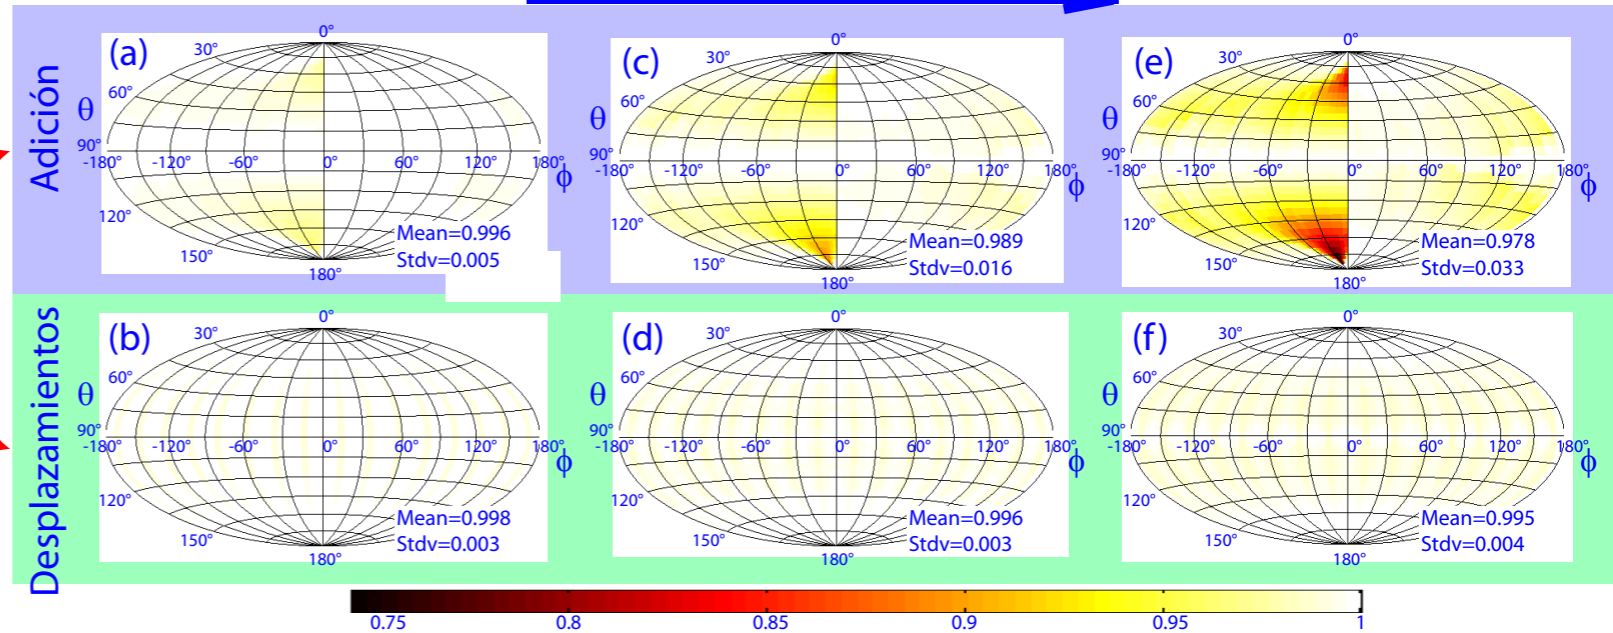 Adición
(a)
0°
30°
60°
θ
90°
-180° -120° -60° 0° 60° 120° 180°
ϕ
120°
150°
180°
Mean=0.996
Stdv=0.005
(c)
0°
30°
60°
θ
90°
-180° -120° -60° 0° 60° 120° 180°
ϕ
120°
150°
180°
Mean=0.989
Stdv=0.016
(e)
0°
30°
60°
θ
90°
-180° -120° -60° 0° 60° 120° 180°
ϕ
120°
150°
180°
Mean=0.978
Stdv=0.033
Desplazamientos
(b)
0°
30°
60°
θ
90°
-180° -120° -60° 0° 60° 120° 180°
ϕ
120°
150°
180°
Mean=0.998
Stdv=0.003
(d)
0°
30°
60°
θ
90°
-180° -120° -60° 0° 60° 120° 180°
ϕ
120°
150°
180°
Mean=0.996
Stdv=0.003
(f)
0°
30°
60°
θ
90°
-180° -120° -60° 0° 60° 120° 180°
ϕ
120°
150°
180°
Mean=0.995
Stdv=0.004
0.75 0.8 0.85 0.9 0.95 1